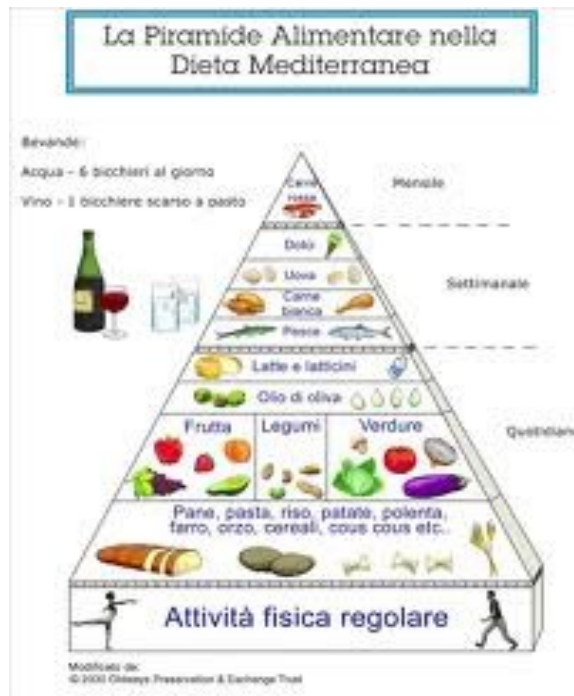 La Piramide Alimentare nella
Dieta Mediterranea
Bevande:
Acqua - 6 bicchieri al giorno
Vino - 1 bicchiere scarso a pasto
Carne
rossa
Mensile
Dolci
Uova
Carne
bianca
Pesce
Settimanale
Latte e latticini
Olio di oliva
Frutta
Legumi
Verdure
Quotidiano
Pane, pasta, riso, patate, polenta,
farro, orzo, cereali, cous cous etc..
Attività fisica regolare
Modificato da:
Preservation & Exchange Trust